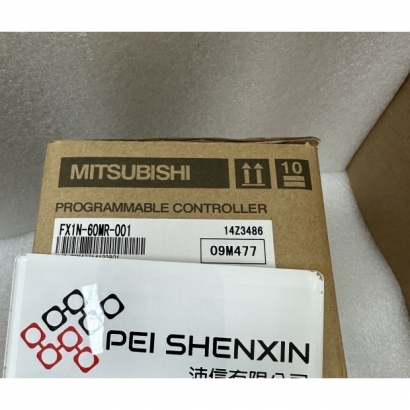 MITSUBISHI
10
PROGRAMMABLE CONTROLLER
FX1N-60MR-001
14Z3486
09M477
PEI SHENXIN
沛信有限公司